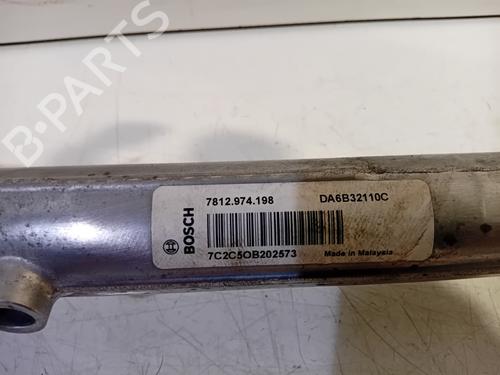 B-PARTS
BOSCH
7812.974.198 DA6B32110C
7C2C5OB202573 Made in Malaysia